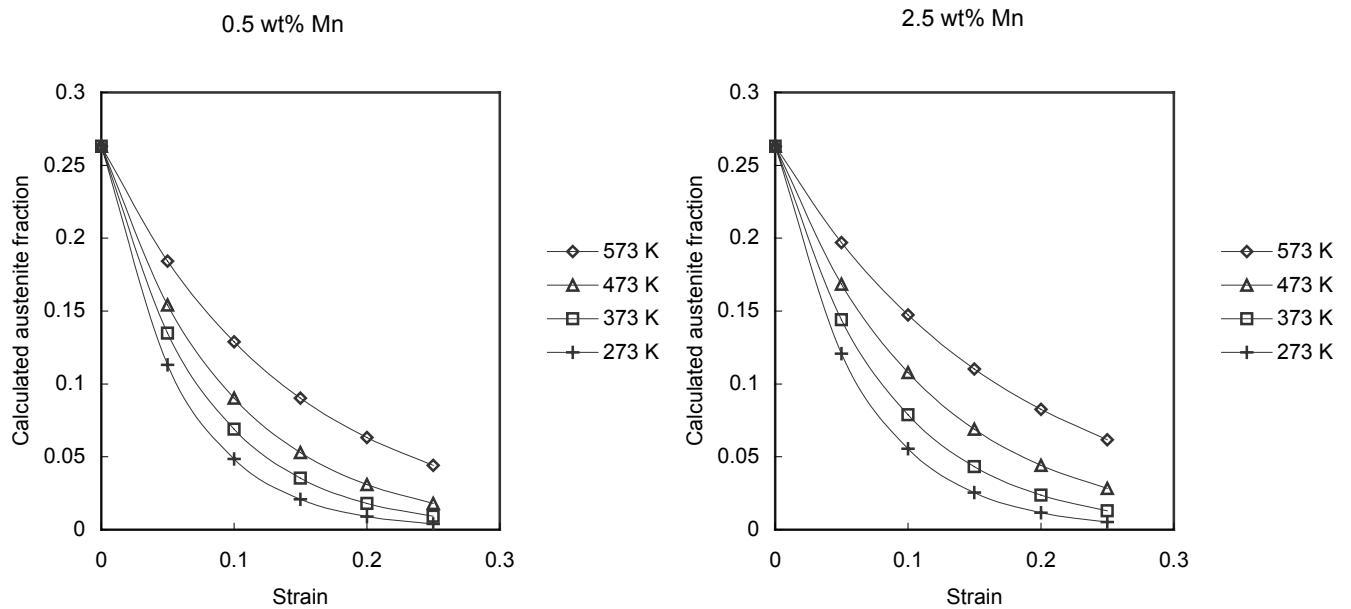 0.5 wt% Mn
0.3
0.25
0.2
0.15
0.1
0.05
0
Calculated austenite fraction
0 0.1 0.2 0.3
Strain
573 K
473 K
373 K
273 K
2.5 wt% Mn
0.3
0.25
0.2
0.15
0.1
0.05
0
Calculated austenite fraction
0 0.1 0.2 0.3
Strain
573 K
473 K
373 K
273 K